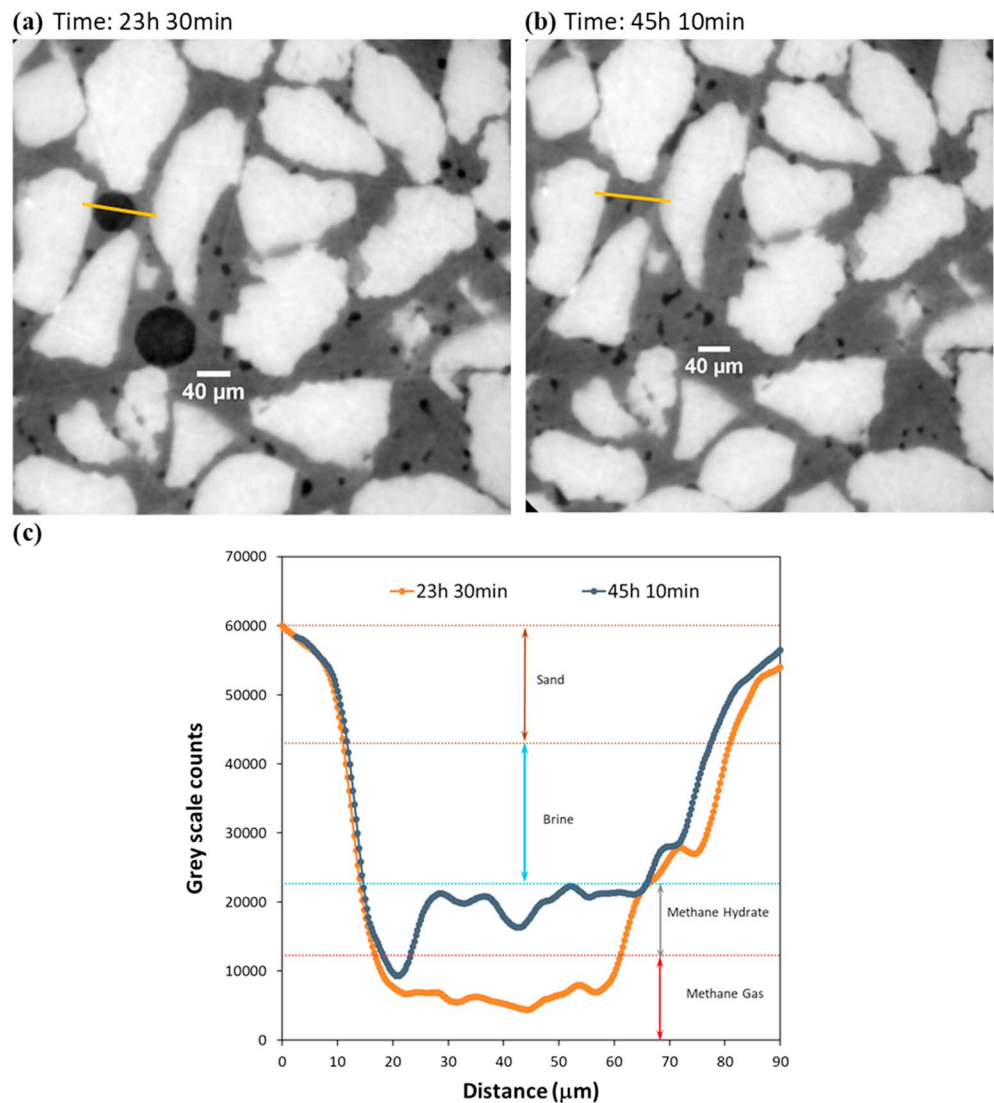 (a) Time: 23h 30min
(b) Time: 45h 10min
40 µm
40 µm
(c)
70000
23h 30min
45h 10min
60000
Sand
50000
40000
Brine
30000
20000
Methane Hydrate
10000
Methane Gas
0
Grey scale counts
0 10 20 30 40 50 60 70 80 90
Distance (µm)